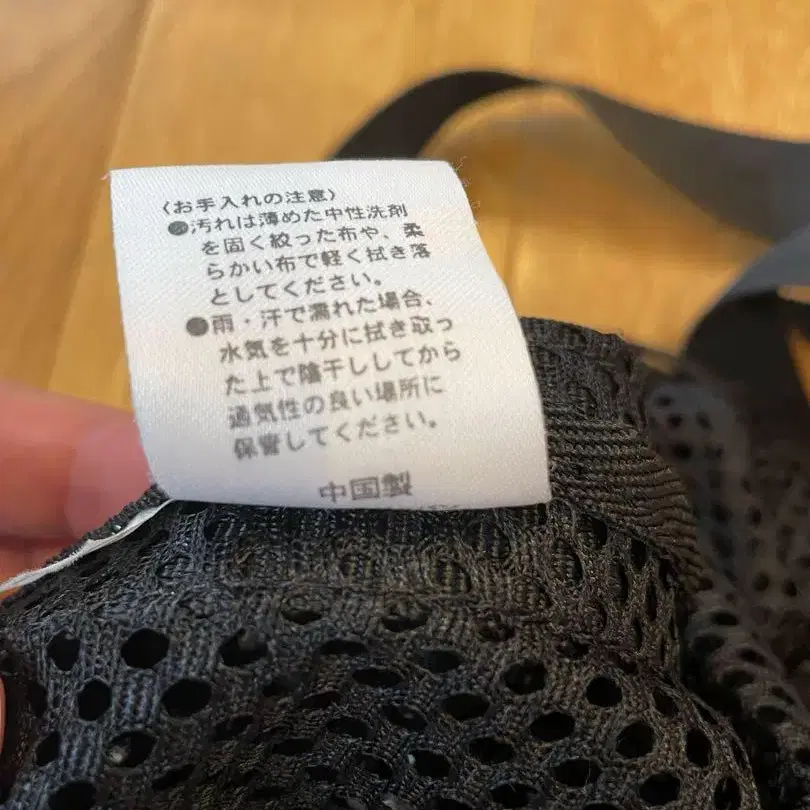 〈お手入れの注意〉
●汚れは薄めた中性洗剤
を固く絞った布や、柔
らかい布で軽く拭き落
としてください。
●雨・汗で濡れた場合、
水気を十分に拭き取っ
た上で陰干ししてから
通気性の良い場所に
保管してください。
中国製